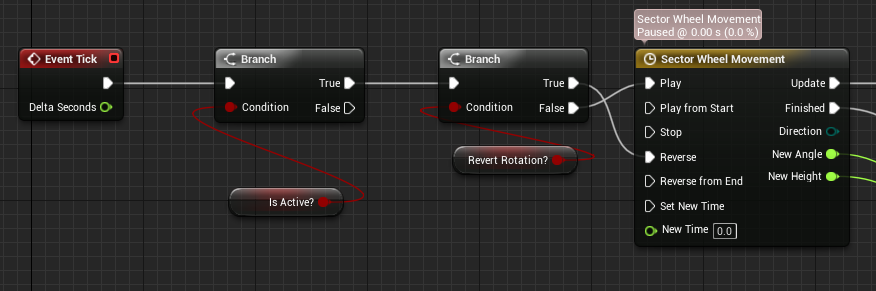 Sector Wheel Movement
Paused @ 0.00 s (0.0 %)
Event Tick
Delta Seconds
Branch
True
Condition
False
Is Active?
Branch
True
Condition
False
Revert Rotation?
Sector Wheel Movement
Play
Update
Play from Start
Finished
Stop
Direction
Reverse
New Angle
Reverse from End
New Height
Set New Time
New Time 0.0